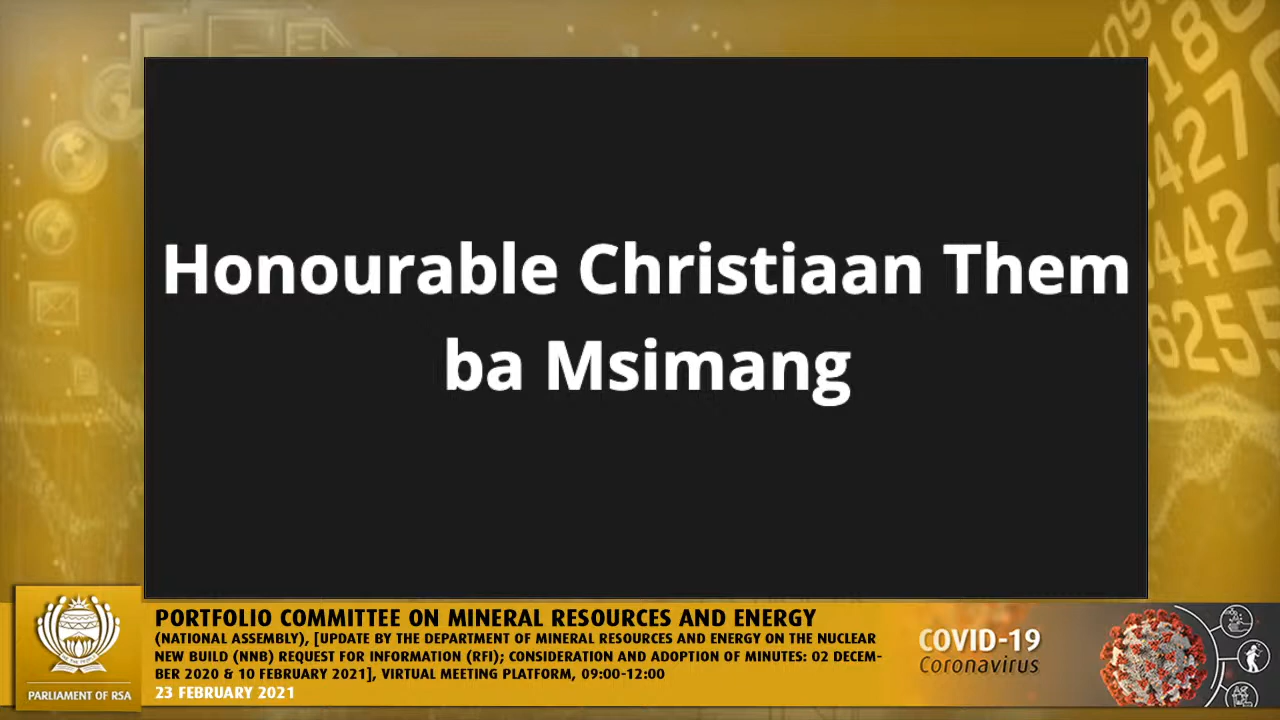 Honourable Christiaan Them
ba Msimang
PORTFOLIO COMMITTEE ON MINERAL RESOURCES AND ENERGY
(NATIONAL ASSEMBLY), [UPDATE BY THE DEPARTMENT OF MINERAL RESOURCES AND ENERGY ON THE NUCLEAR
NEW BUILD (NNB) REQUEST FOR INFORMATION (RFI); CONSIDERATION AND ADOPTION OF MINUTES: 02 DECEM-
BER 2020 & 10 FEBRUARY 2021], VIRTUAL MEETING PLATFORM, 09:00-12:00
23 FEBRUARY 2021
PARLIAMENT OF RSA
COVID-19
Coronavirus